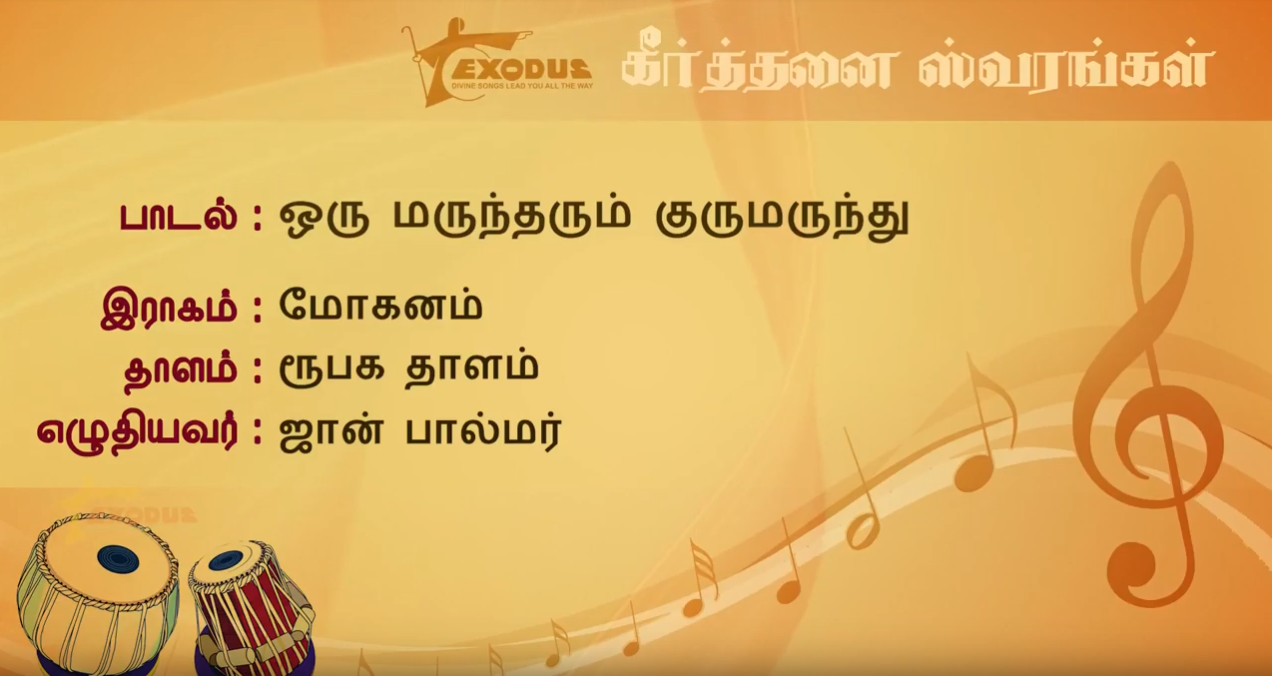 EXODUS
DIVINE SONGS LEAD YOU ALL THE WAY
கீர்த்தனை ஸ்வரங்கள்
பாடல் : ஒரு மருந்தரும் குருமருந்து
இராகம் : மோகனம்
தாளம் : ரூபக தாளம்
எழுதியவர் : ஜான் பால்மர்
EXODUS